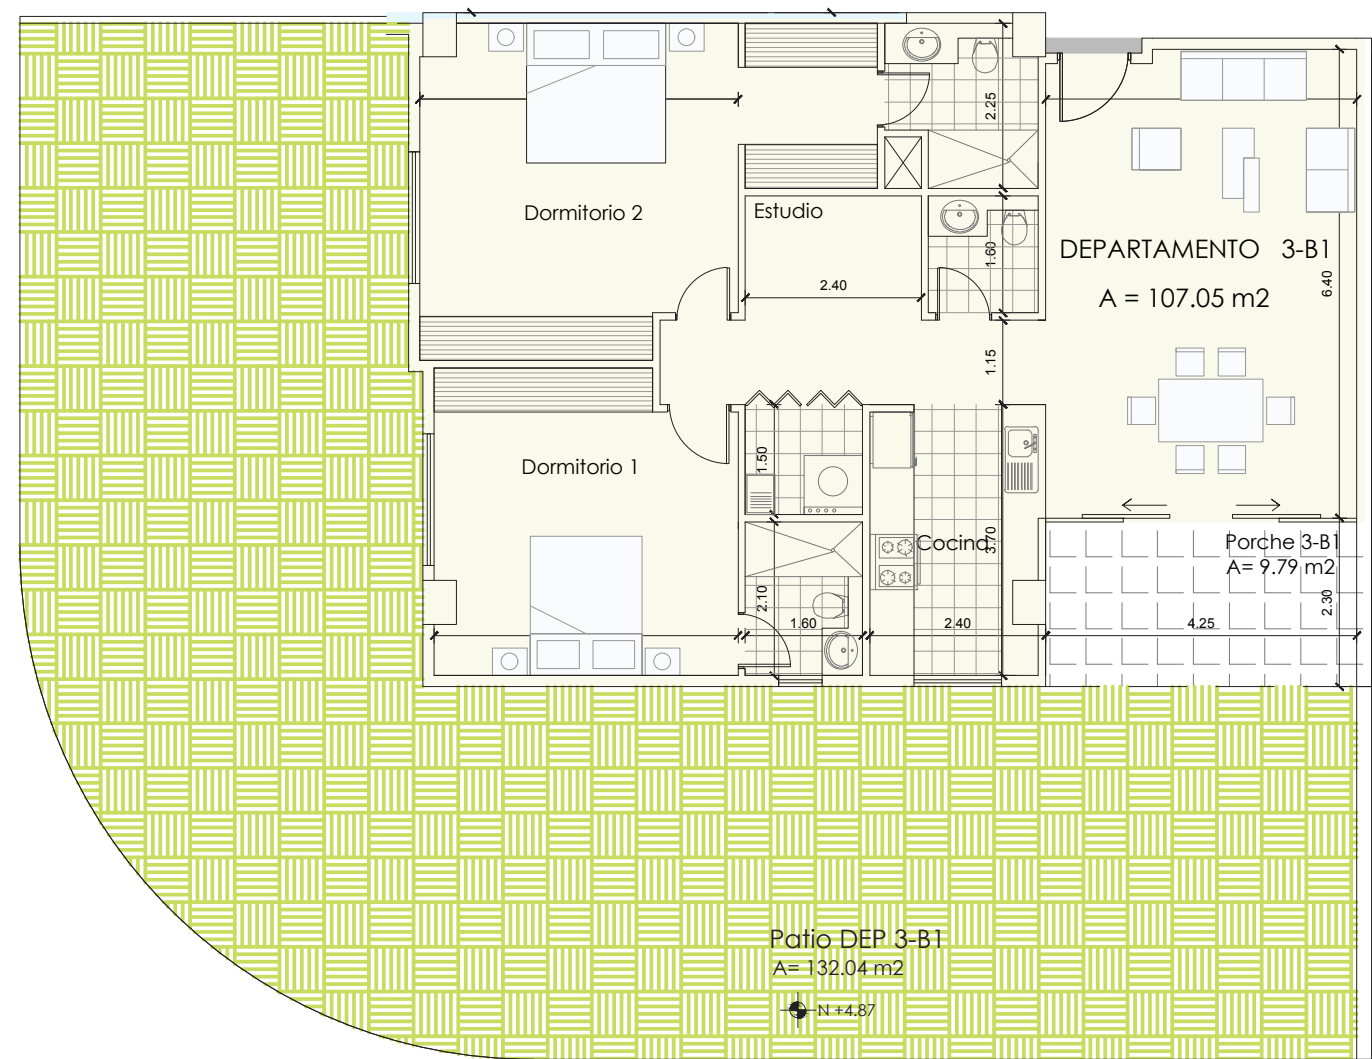 2.25
Dormitorio 2
Estudio
2.40
1.60
DEPARTAMENTO 3-B1
A = 107.05 m2
6.40
1.15
Dormitorio 1
1.50
Cocina
3.70
Porche 3-B1
A= 9.79 m2
2.10
1.60
2.40
4.25
2.30
Patio DEP 3-B1
A= 132.04 m2
N +4.87